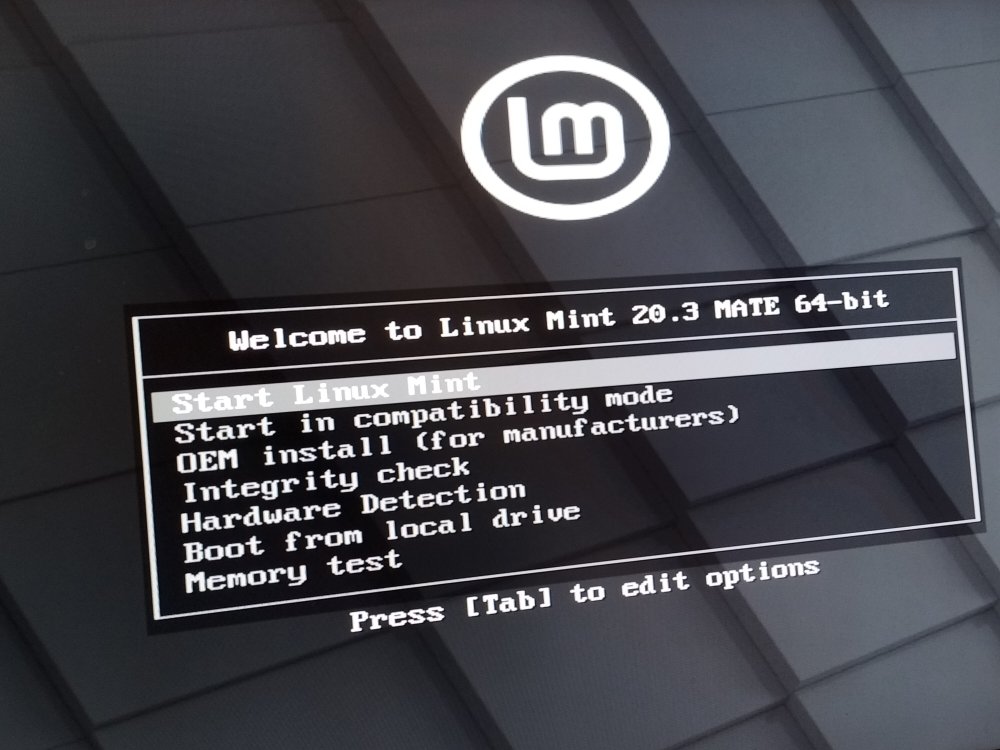 lm
Welcome to Linux Mint 20.3 MATE 64-bit
Start Linux Mint
Start in compatibility mode
OEM install (for manufacturers)
Integrity check
Hardware Detection
Boot from local drive
Memory test
Press [Tab] to edit options